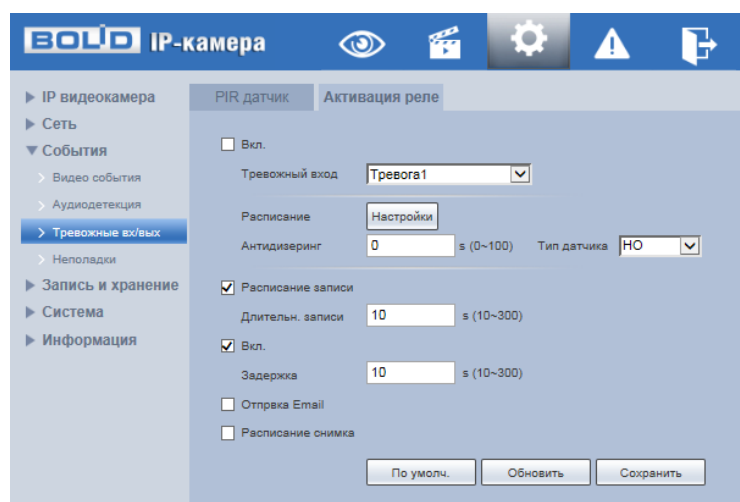 BOLID IP-камера
IP видеокамера
Сеть
События
Видео события
Аудиодетекция
Тревожные вх/вых
Неполадки
Запись и хранение
Система
Информация
PIR датчик Активация реле
Вкл.
Тревожный вход Тревога1
Расписание Настройки
Антидизеринг 0 s (0~100) Тип датчика НО
Расписание записи
Длительн. записи 10 s (10~300)
Вкл.
Задержка 10 s (10~300)
Отпрвка Email
Расписание снимка
По умолч. Обновить Сохранить